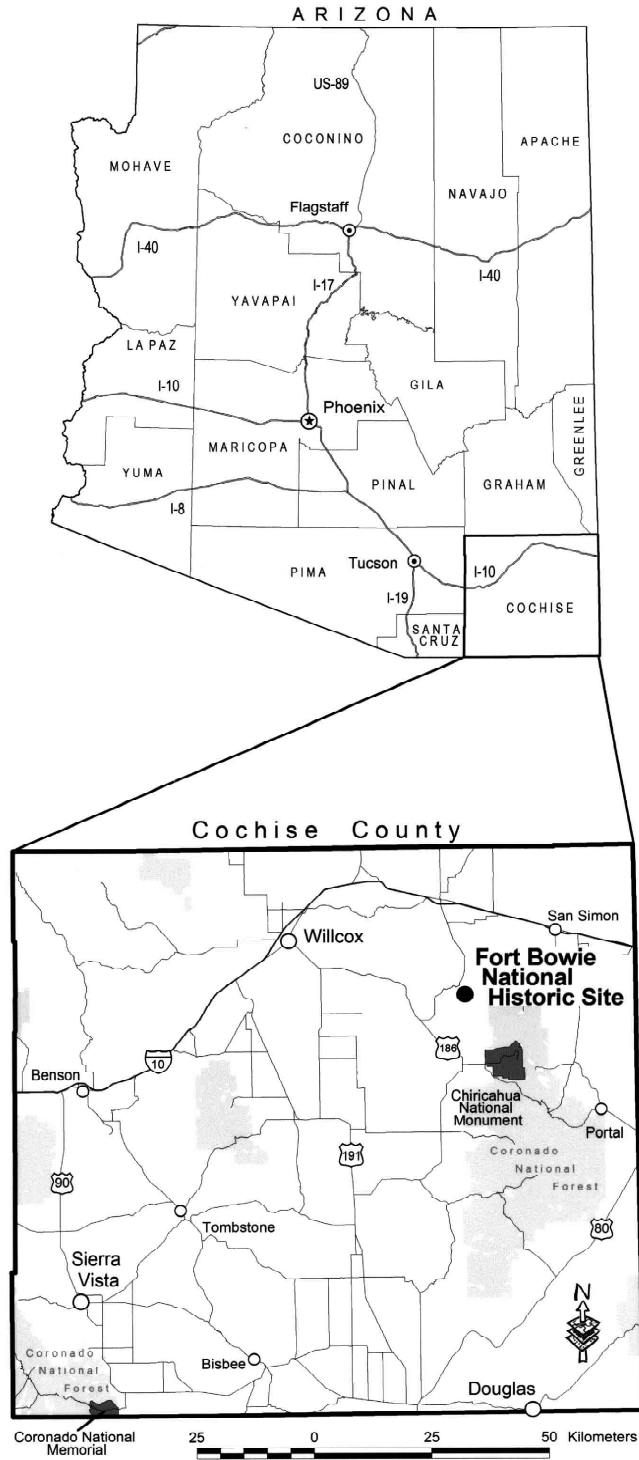 ARIZONA
US-89
COCONINO
MOHAVE
APACHE
NAVAJO
Flagstaff
I-40
I-17
I-40
YAVAPAI
LA PAZ
I-10
GILA
Phoenix
MARICOPA
GREENLEE
YUMA
PINAL
GRAHAM
I-8
Tucson
I-10
PIMA
I-19
COCHISE
SANTA
CRUZ
Cochise County
San Simon
Willcox
Fort Bowie
National
Historic Site
186
10
Benson
Chiricahua
National
Monument
Portal
191
Coronado
National
Forest
90
Tombstone
80
Sierra
Vista
N
Coronado
National
Forest
Bisbee
Douglas
Coronado National
Memorial
25 0 25 50 Kilometers